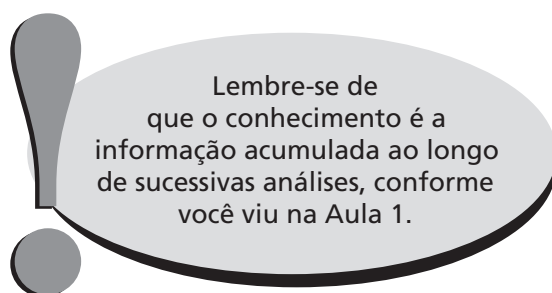 Lembre-se de
que o conhecimento é a
informação acumulada ao longo
de sucessivas análises, conforme
você viu na Aula 1.